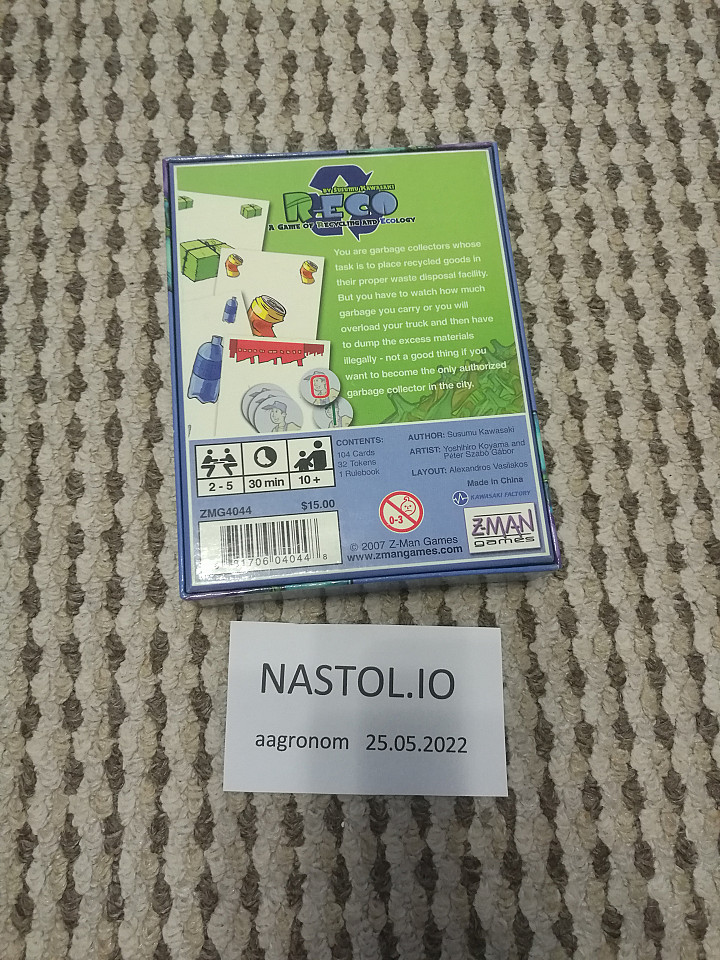 BY SUSUMU KAWASAKI
R-ECO
A GAME OF RECYCLING AND ECOLOGY
You are garbage collectors whose
task is to place recycled goods in
their proper waste disposal facility.
But you have to watch how much
garbage you carry or you will
overload your truck and then have
to dump the excess materials
illegally - not a good thing if you
want to become the only authorized
garbage collector in the city.
2 - 5
30 min
10 +
CONTENTS:
104 Cards
32 Tokens
1 Rulebook
AUTHOR: Susumu Kawasaki
ARTIST: Yoshihiro Koyama and
Péter Szabó Gábor
LAYOUT: Alexandros Vasilakos
Made in China
KAWASAKI FACTORY
ZMG4044
$15.00
81706 04044 8
0-3
© 2007 Z-Man Games
www.zmangames.com
Z-MAN
games
NASTOL.IO
aagronom 25.05.2022